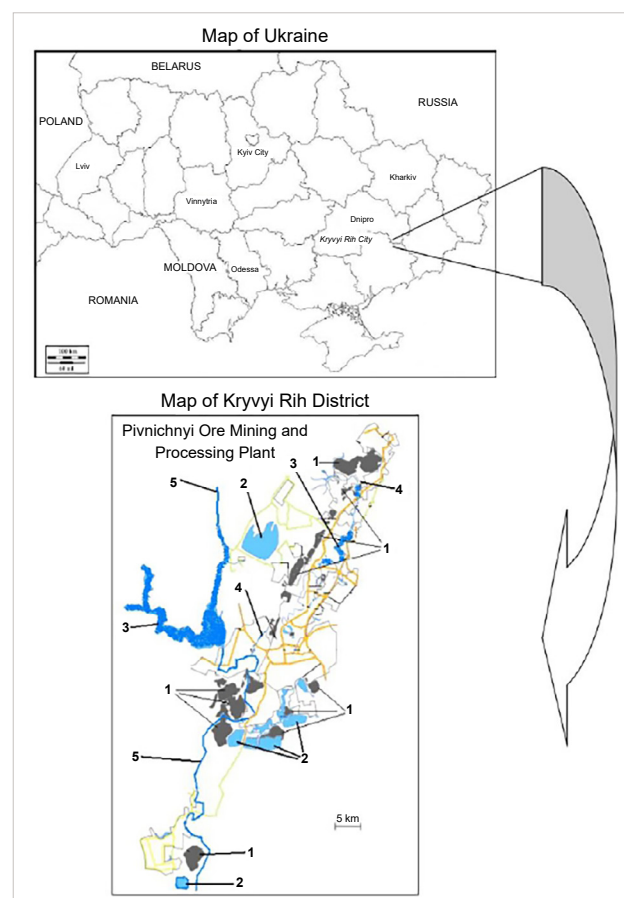 Map of Ukraine
BELARUS
RUSSIA
POLAND
Kyiv City
Lviv
Kharkiv
Vinnytria
Dnipro
Kryvyi Rih City
MOLDOVA
Odessa
ROMANIA
Map of Kryvyi Rih District
Pivnichnyi Ore Mining and
Processing Plant
1
3
5
2
4
1
4
3
1
1
2
5
5 km
1
2